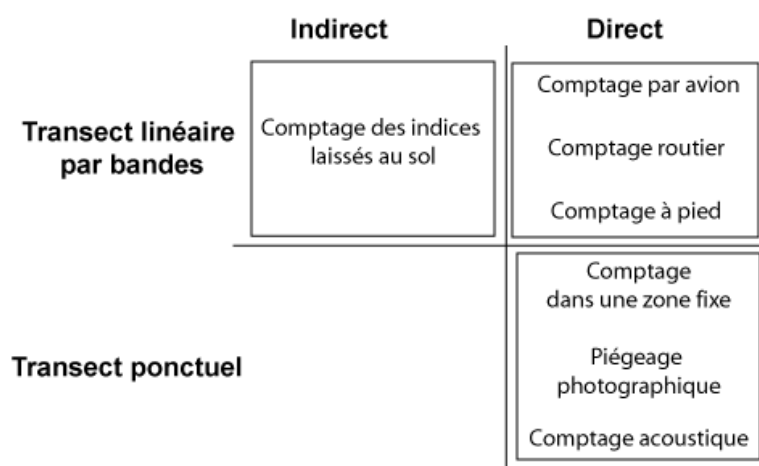 Indirect
Direct
Transect linéaire
par bandes
Comptage des indices
laissés au sol
Comptage par avion
Comptage routier
Comptage à pied
Transect ponctuel
Comptage
dans une zone fixe
Piégeage
photographique
Comptage acoustique